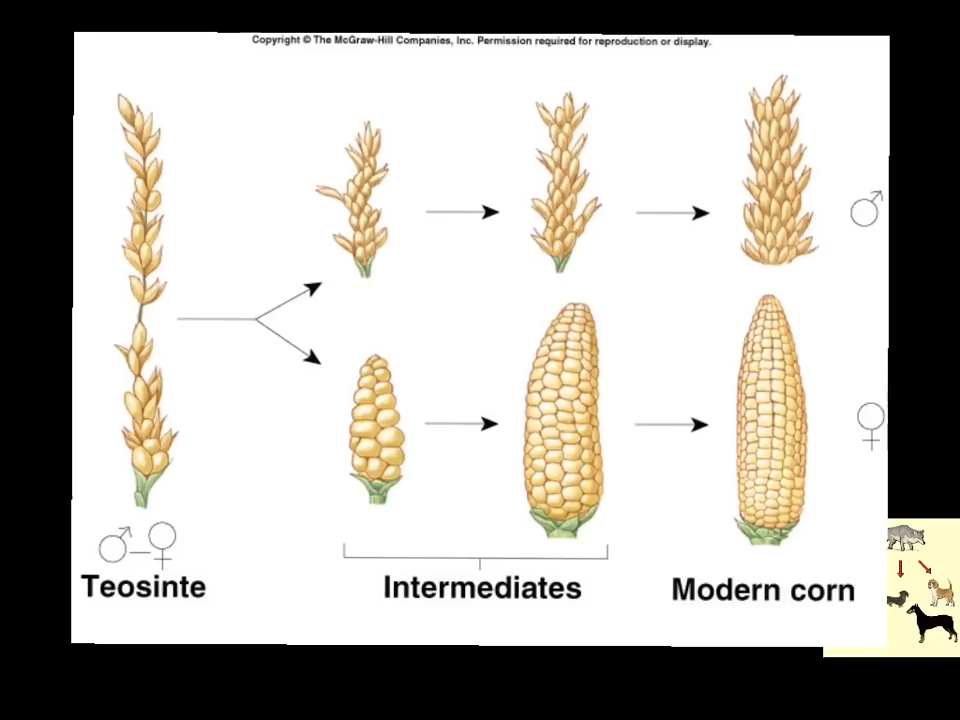 Copyright © The McGraw-Hill Companies, Inc. Permission required for reproduction or display.
Teosinte
Intermediates
Modern corn